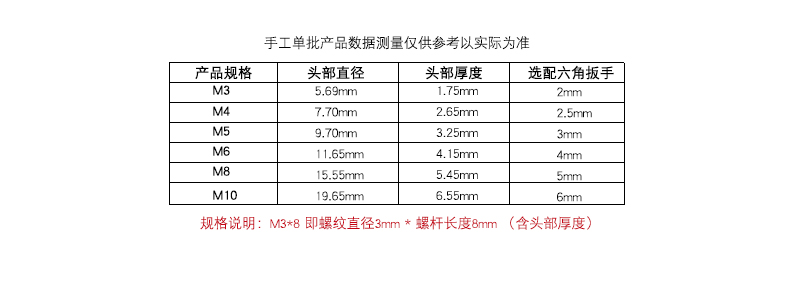 手工单批产品数据测量仅供参考以实际为准
产品规格 头部直径 头部厚度 选配六角扳手
M3 5.69mm 1.75mm 2mm
M4 7.70mm 2.65mm 2.5mm
M5 9.70mm 3.25mm 3mm
M6 11.65mm 4.15mm 4mm
M8 15.55mm 5.45mm 5mm
M10 19.65mm 6.55mm 6mm
规格说明：M3*8 即螺纹直径3mm * 螺杆长度8mm （含头部厚度）